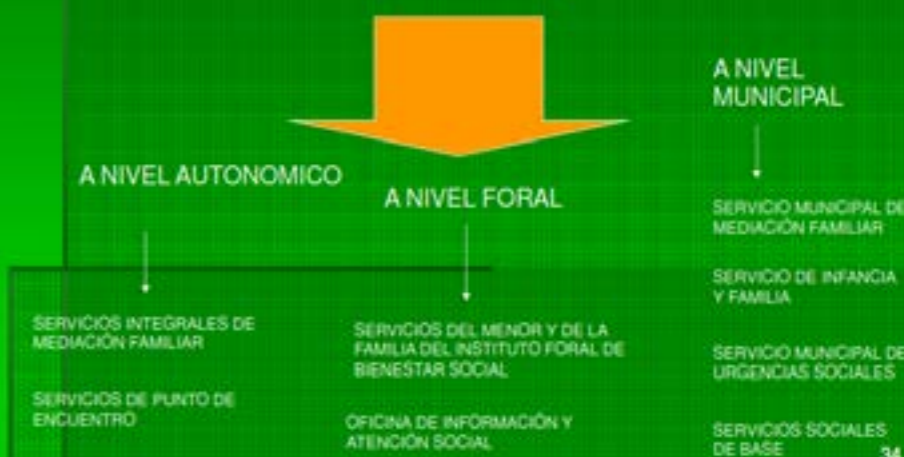 A NIVEL AUTONOMICO
SERVICIOS INTEGRALES DE
MEDIACIÓN FAMILIAR
SERVICIOS DE PUNTO DE
ENCUENTRO
A NIVEL FORAL
SERVICIOS DEL MENOR Y DE LA
FAMILIA DEL INSTITUTO FORAL DE
BIENESTAR SOCIAL
OFICINA DE INFORMACIÓN Y
ATENCIÓN SOCIAL
A NIVEL
MUNICIPAL
SERVICIO MUNICIPAL DE
MEDIACIÓN FAMILIAR
SERVICIO DE INFANCIA
Y FAMILIA
SERVICIO MUNICIPAL DE
URGENCIAS SOCIALES
SERVICIOS SOCIALES
DE BASE
34